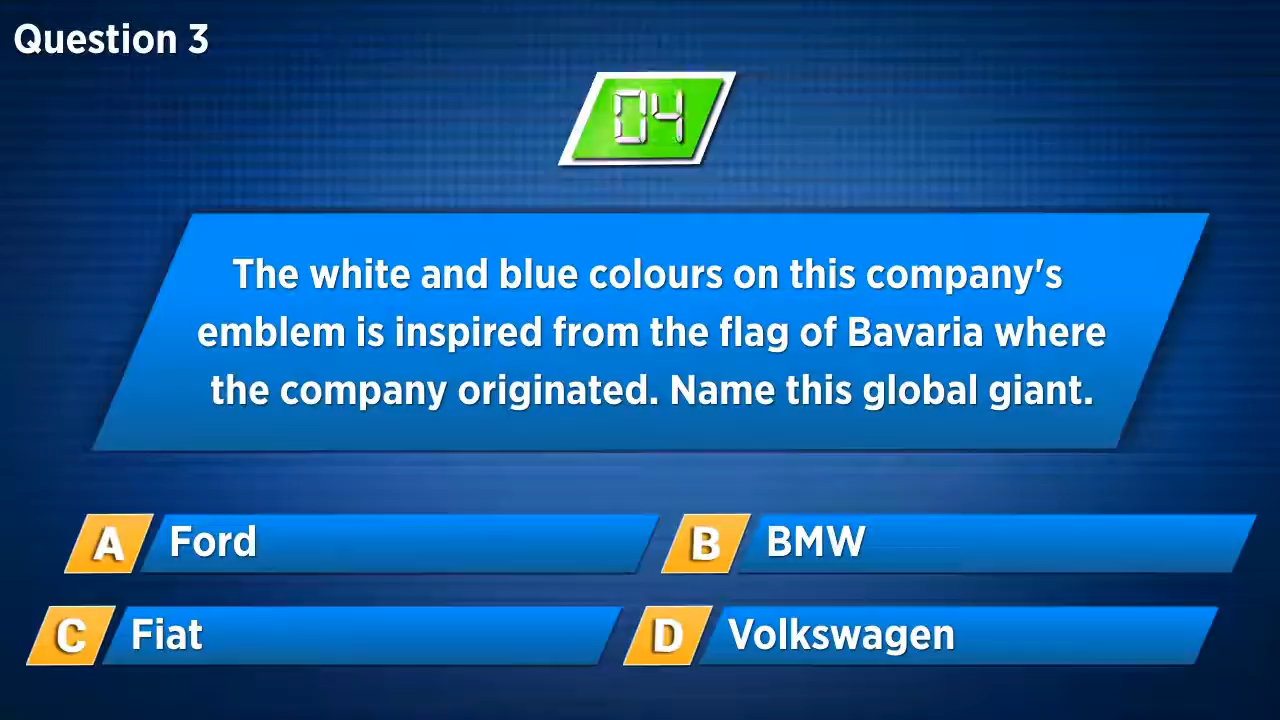 Question 3
04
The white and blue colours on this company's
emblem is inspired from the flag of Bavaria where
the company originated. Name this global giant.
A Ford
B BMW
C Fiat
D Volkswagen